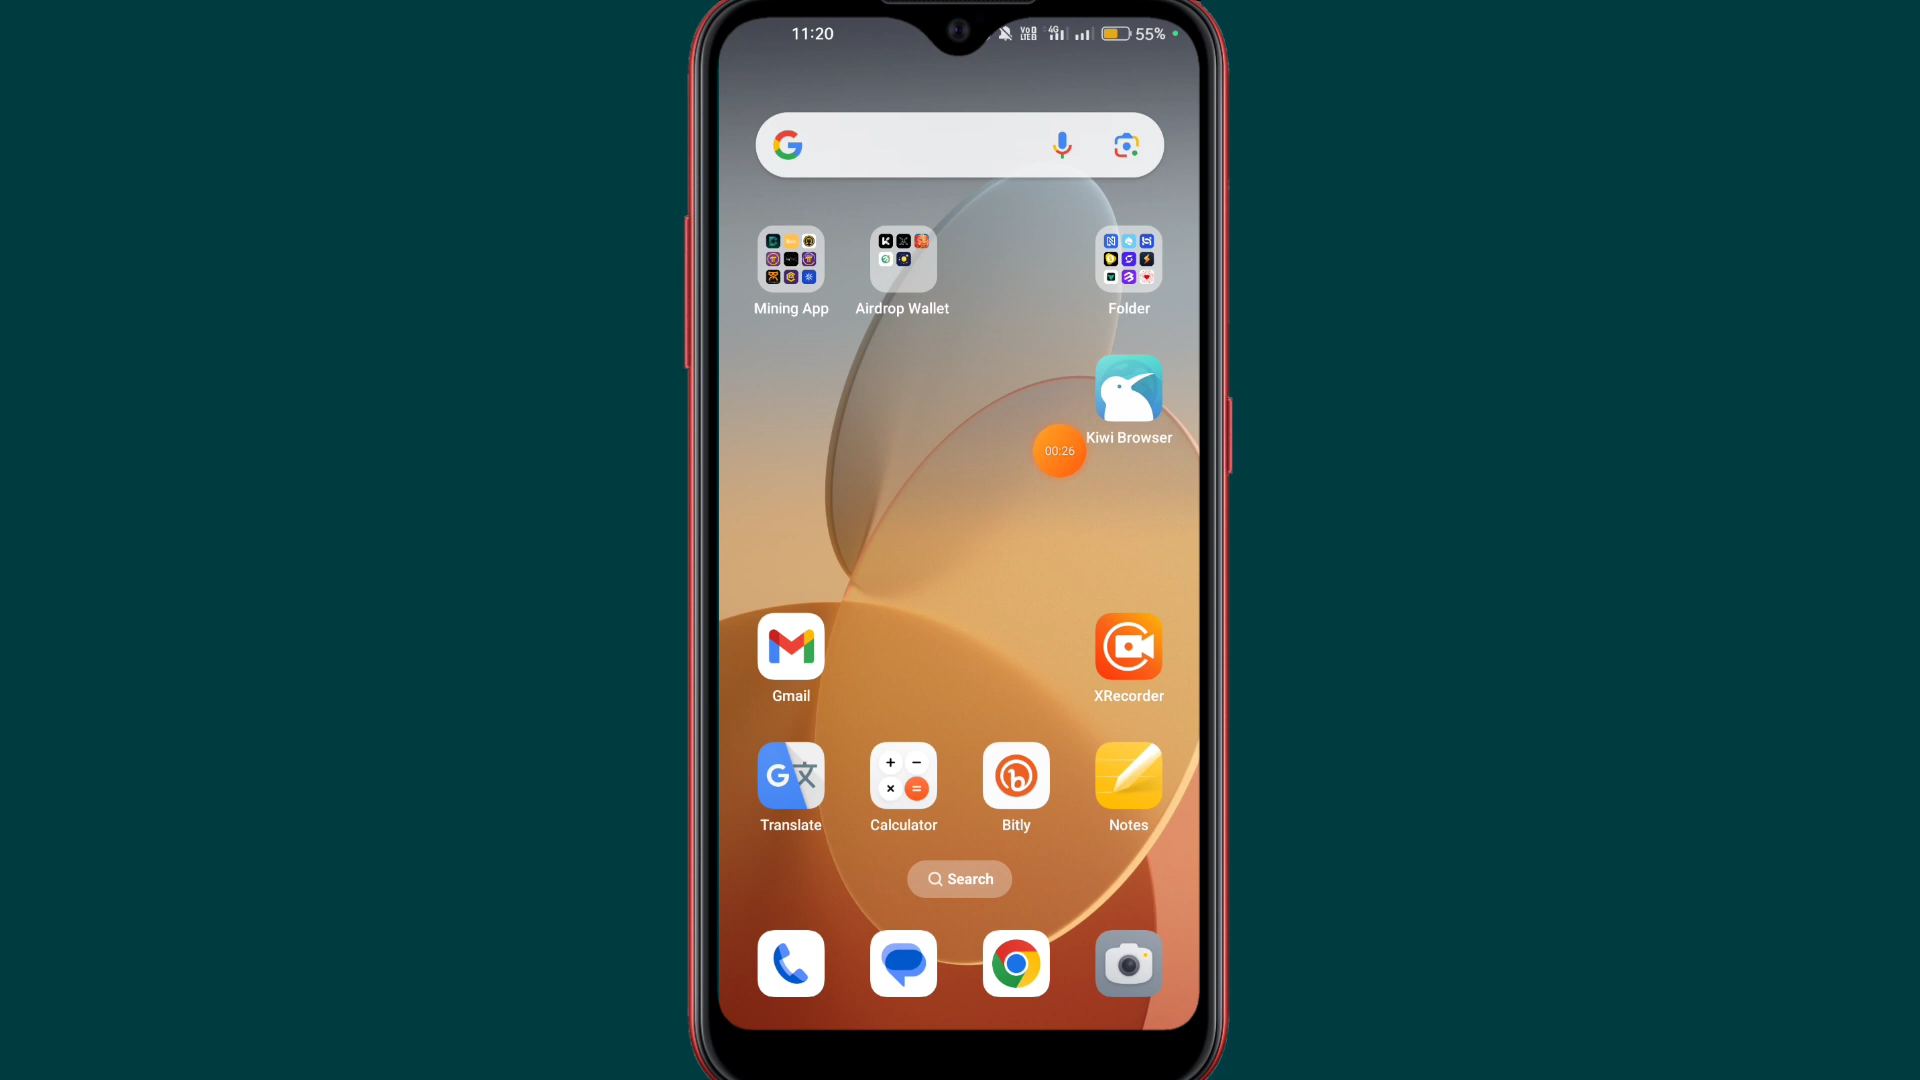 11:20
4G
55%
Mining App
Airdrop Wallet
Folder
Kiwi Browser
00:26
Gmail
XRecorder
Translate
Calculator
Bitly
Notes
Search